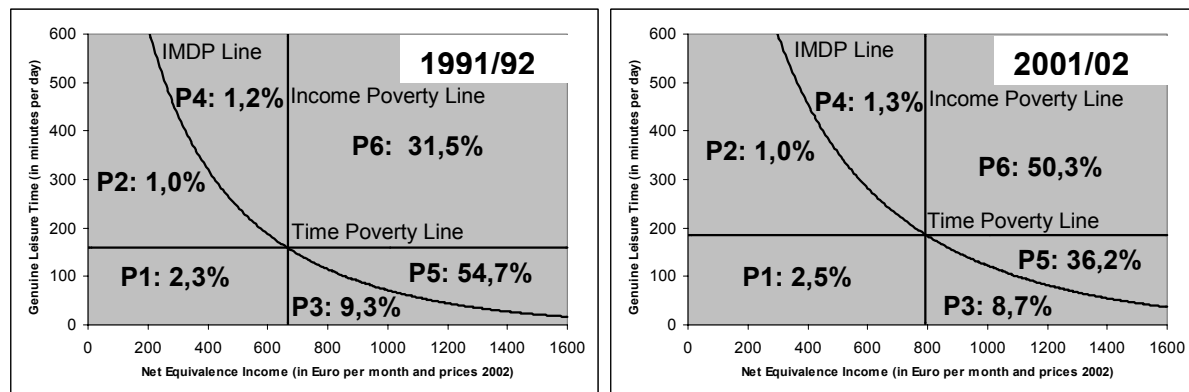 Genuine Leisure Time (in minutes per day)
600
500
400
300
200
100
0
IMDP Line
1991/92
P4: 1,2%
Income Poverty Line
P6: 31,5%
P2: 1,0%
Time Poverty Line
P1: 2,3%
P5: 54,7%
P3: 9,3%
0 200 400 600 800 1000 1200 1400 1600
Net Equivalence Income (in Euro per month and prices 2002)
Genuine Leisure Time (in minutes per day)
600
500
400
300
200
100
0
IMDP Line
2001/02
P4: 1,3%
Income Poverty Line
P2: 1,0%
P6: 50,3%
Time Poverty Line
P1: 2,5%
P5: 36,2%
P3: 8,7%
0 200 400 600 800 1000 1200 1400 1600
Net Equivalence Income (in Euro per month and prices 2002)